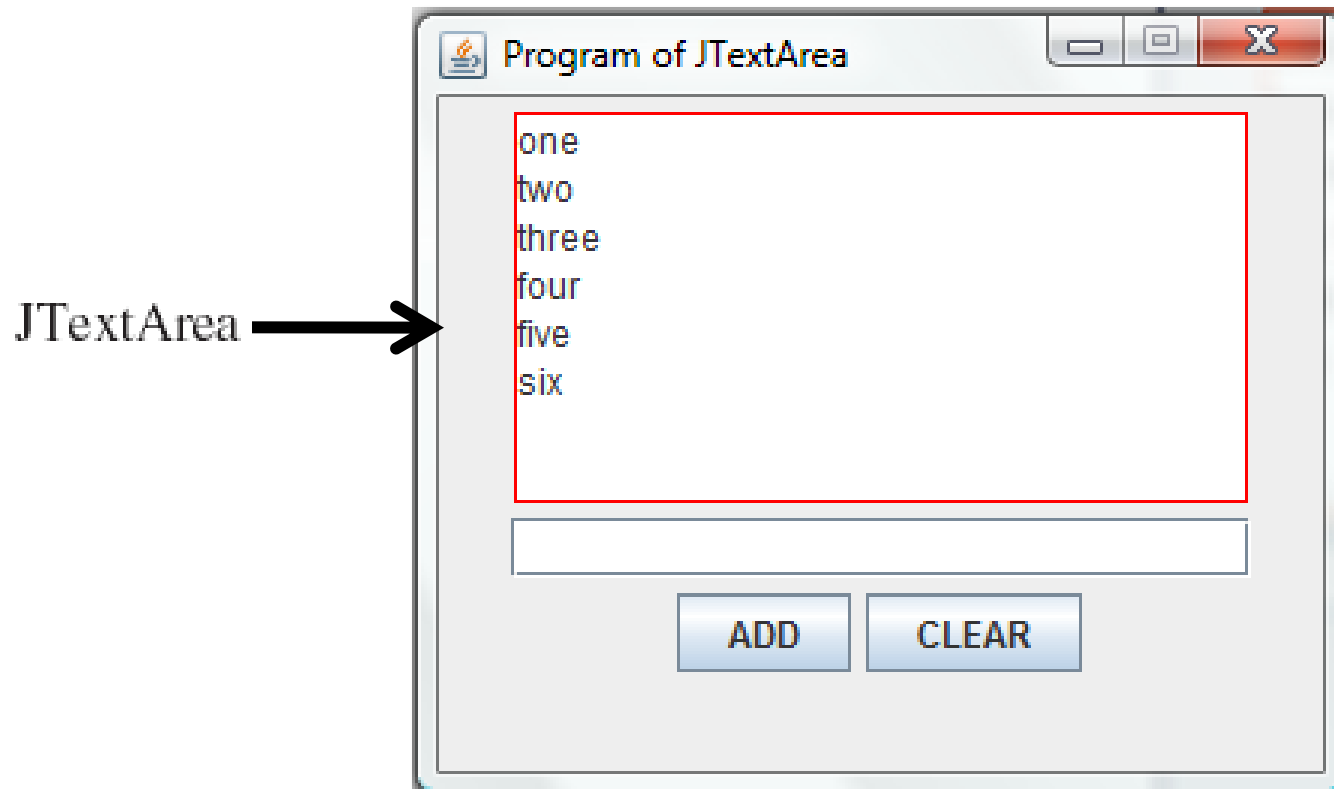 Program of JTextArea
one
two
three
four
JTextArea
five
six
ADD CLEAR